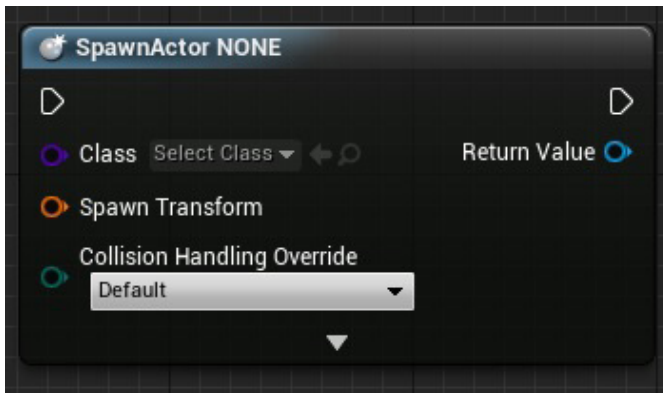 SpawnActor NONE
Class Select Class Return Value
Spawn Transform
Collision Handling Override
Default